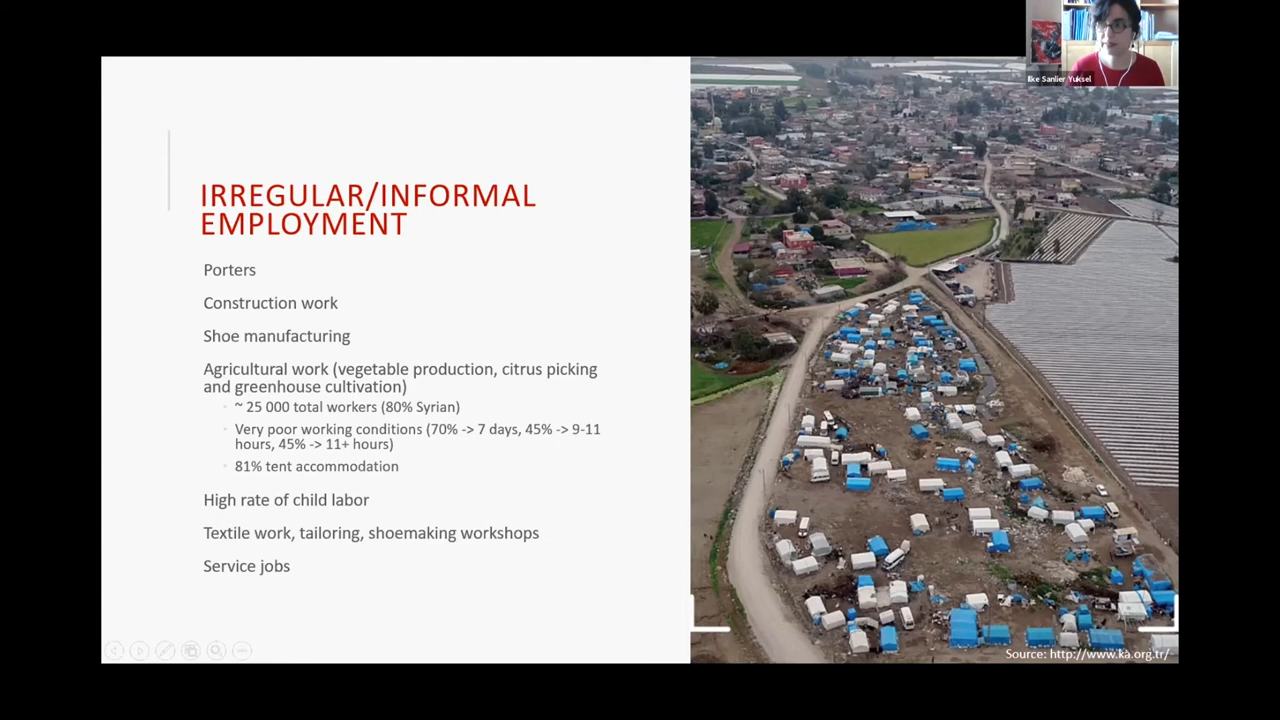 Ilke Sanlier Yuksel
IRREGULAR/INFORMAL
EMPLOYMENT
Porters
Construction work
Shoe manufacturing
Agricultural work (vegetable production, citrus picking
and greenhouse cultivation)
~ 25 000 total workers (80% Syrian)
Very poor working conditions (70% -> 7 days, 45% -> 9-11
hours, 45% -> 11+ hours)
81% tent accommodation
High rate of child labor
Textile work, tailoring, shoemaking workshops
Service jobs
Source: http://www.ka.org.tr/